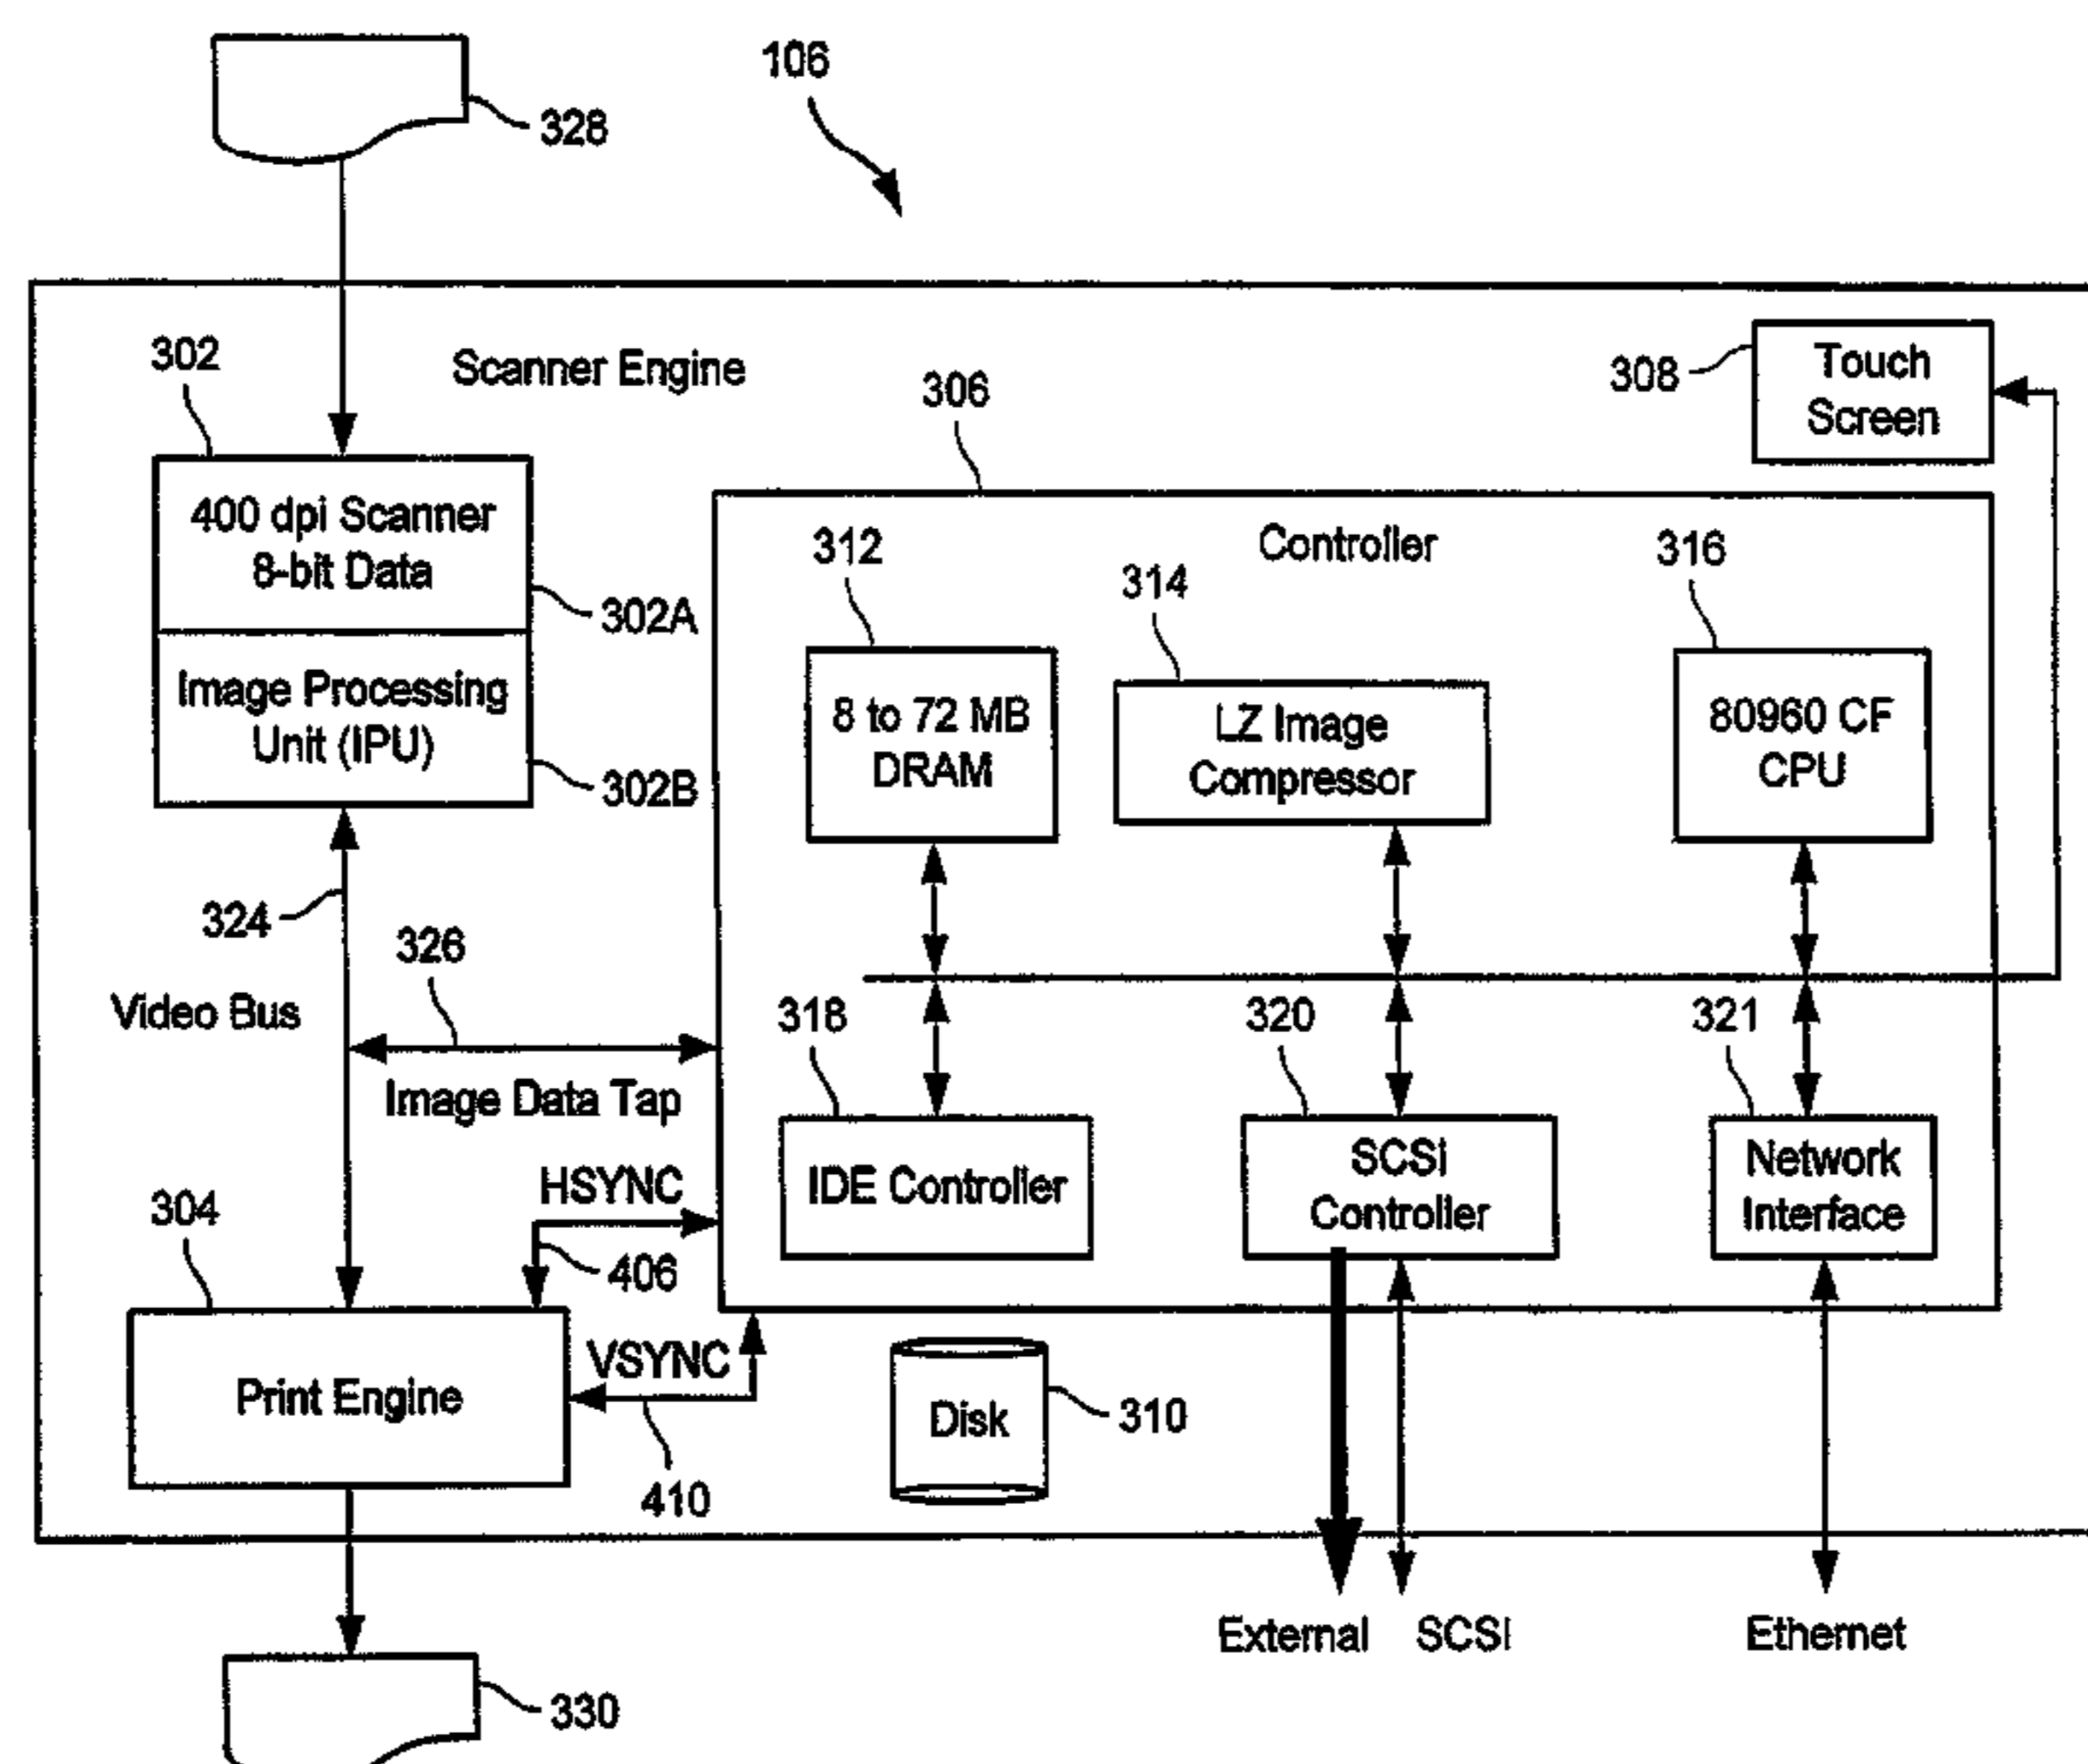 106
328
302
Scanner Engine
306
308
Touch
Screen
400 dpi Scanner
8-bit Data
302A
Image Processing
Unit (IPU)
302B
Controller
312
314
316
8 to 72 MB
DRAM
LZ Image
Compressor
80960 CF
CPU
324
326
Video Bus
Image Data Tap
318
320
321
IDE Controller
SCSI
Controller
Network
Interface
HSYNC
406
304
Print Engine
VSYNC
410
Disk
310
External
SCSI
Ethernet
330